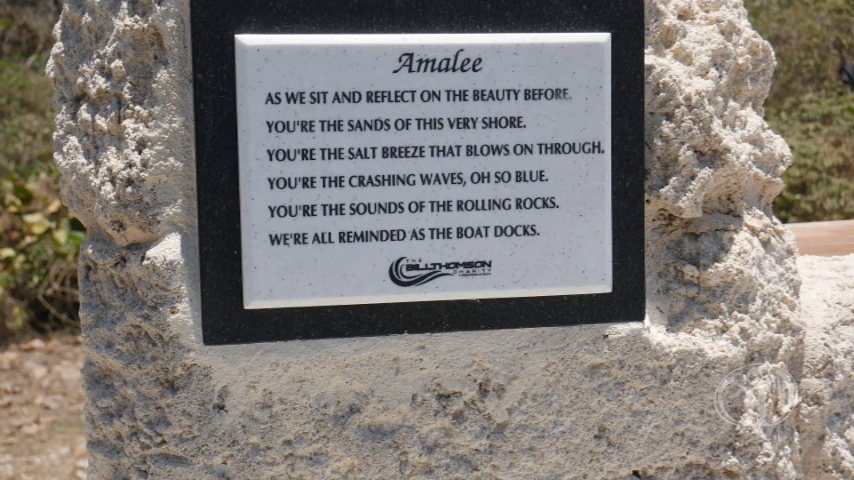 Amalee
AS WE SIT AND REFLECT ON THE BEAUTY BEFORE.
YOU'RE THE SANDS OF THIS VERY SHORE.
YOU'RE THE SALT BREEZE THAT BLOWS ON THROUGH.
YOU'RE THE CRASHING WAVES, OH SO BLUE.
YOU'RE THE SOUNDS OF THE ROLLING ROCKS.
WE'RE ALL REMINDED AS THE BOAT DOCKS.
THE
BILLTHOMSON
CHARITY